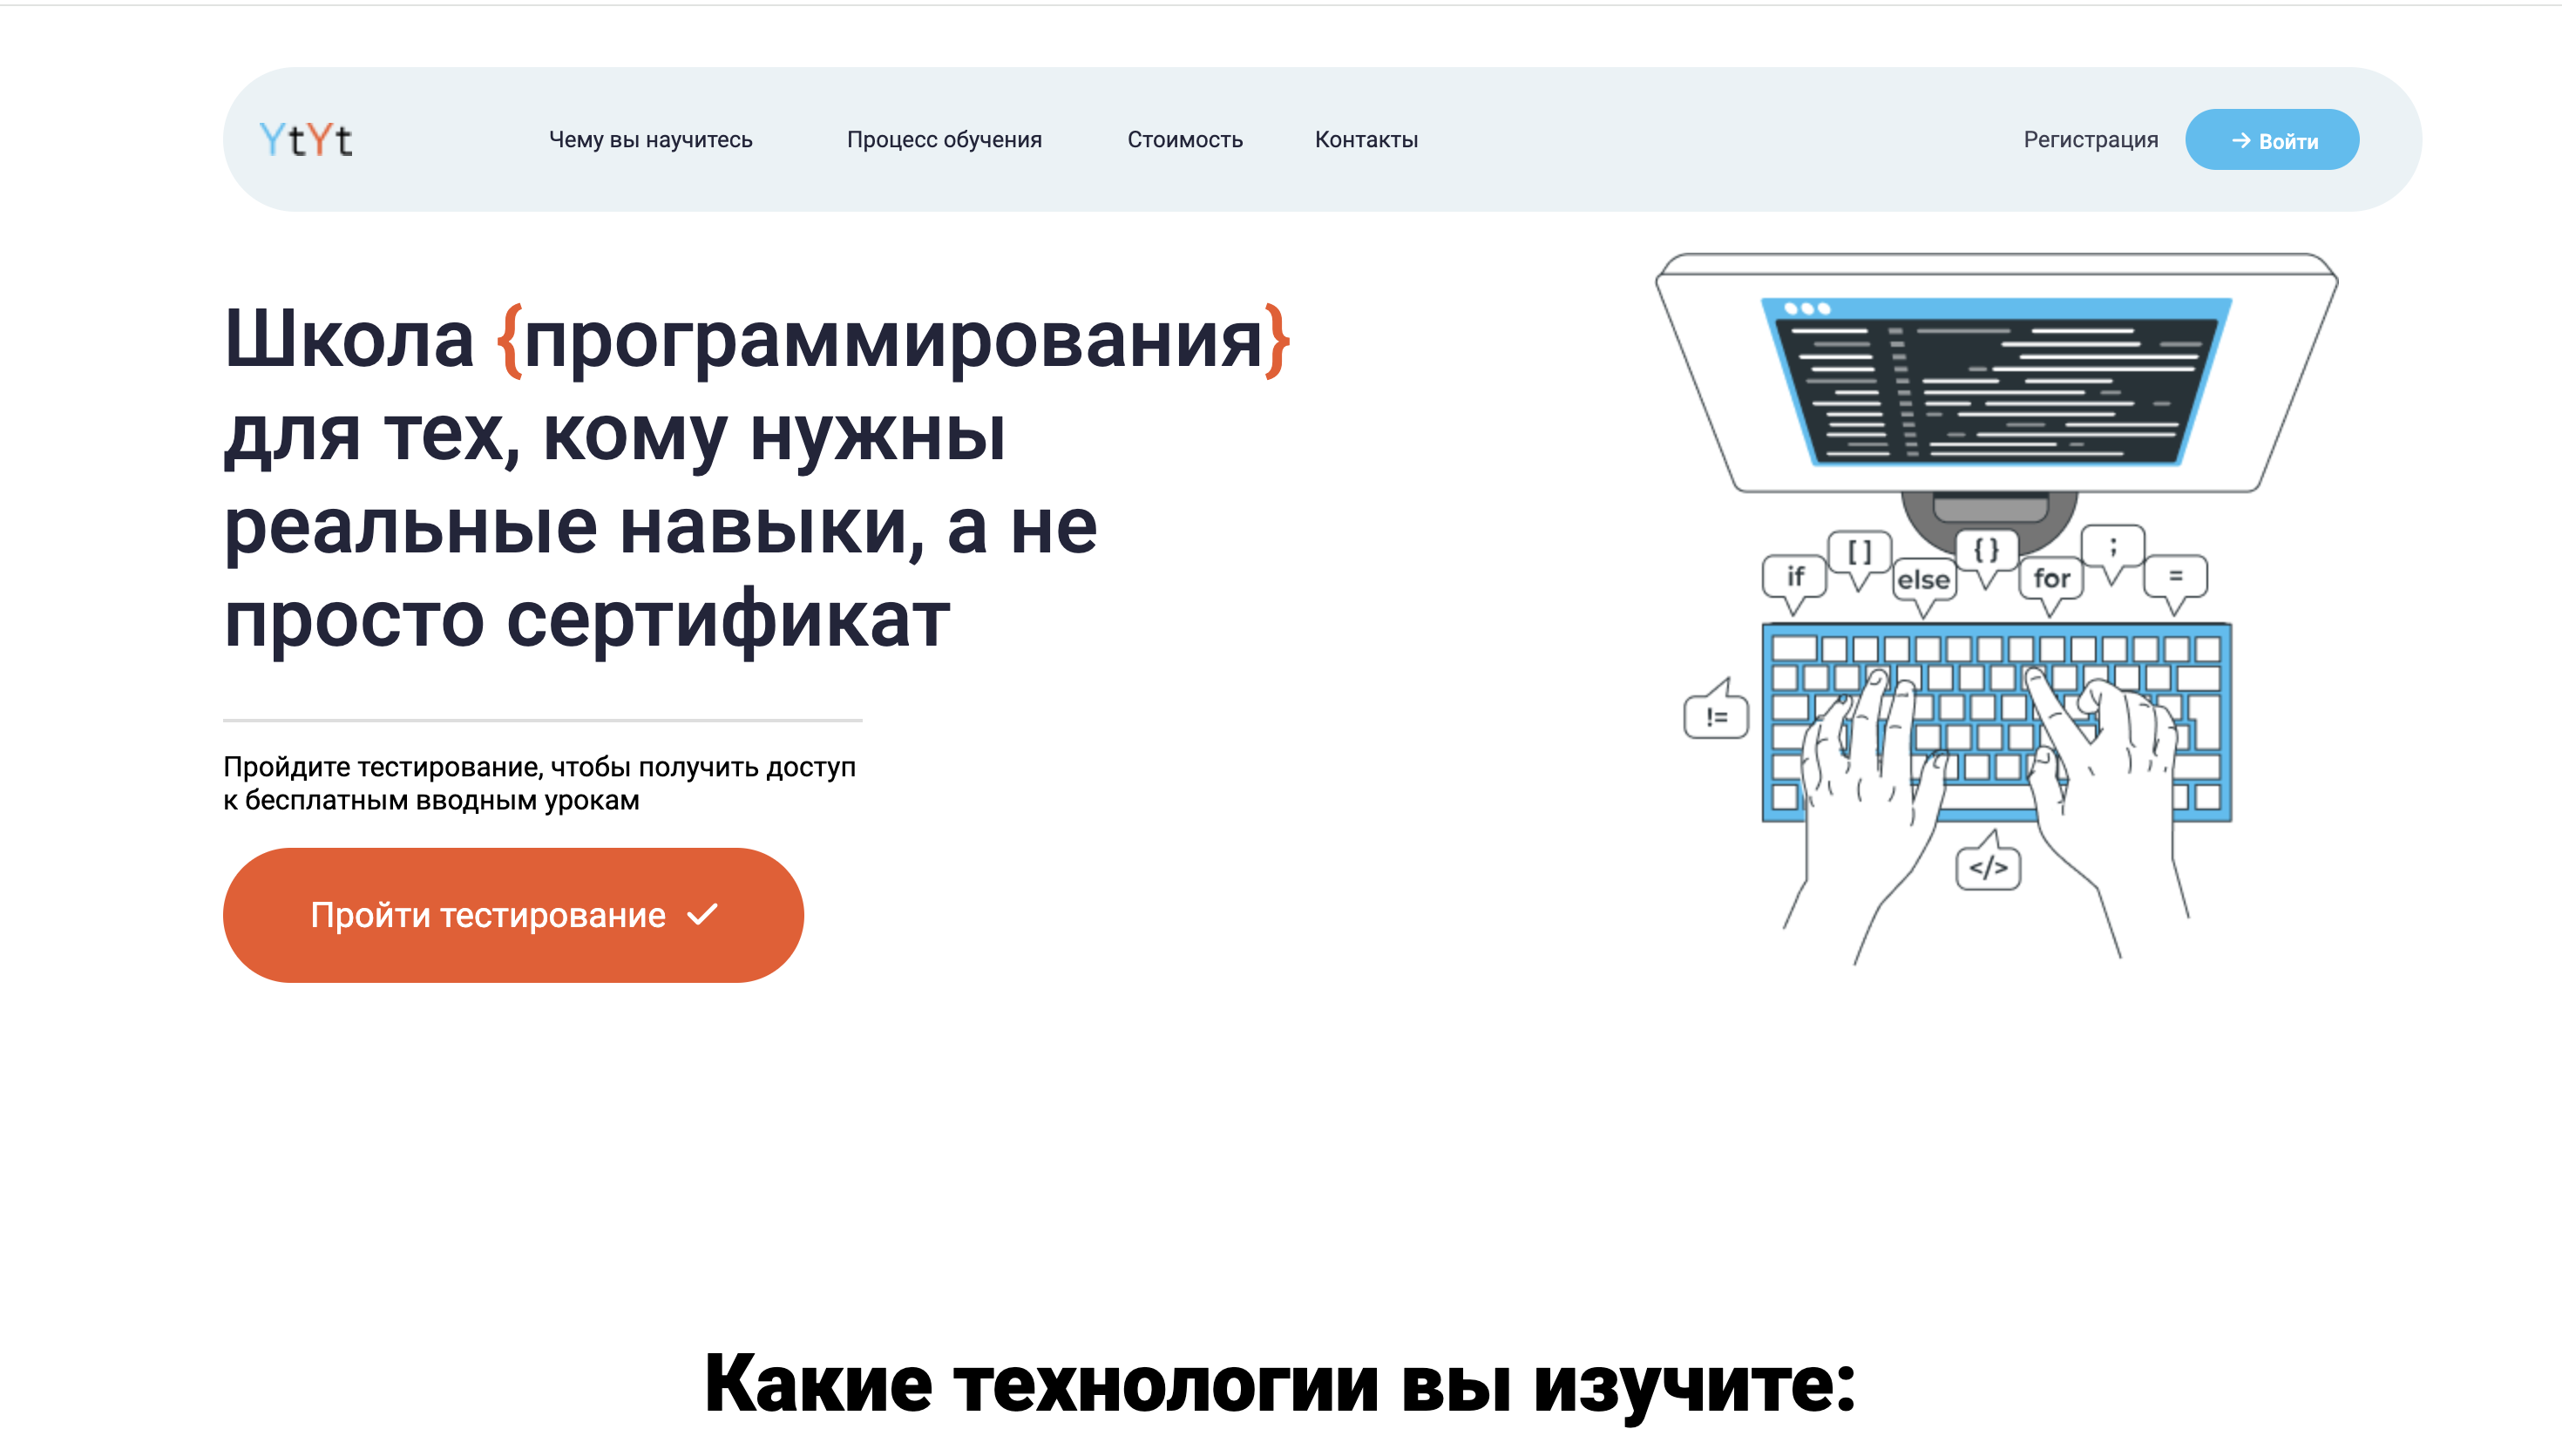 YtYt
Чему вы научитесь
Процесс обучения
Стоимость
Контакты
Регистрация
→ Войти
Школа {программирования}
для тех, кому нужны
реальные навыки, а не
просто сертификат
if
[ ]
else
{ }
for
;
=
!=
</>
Пройдите тестирование, чтобы получить доступ
к бесплатным вводным урокам
Пройти тестирование
Какие технологии вы изучите: